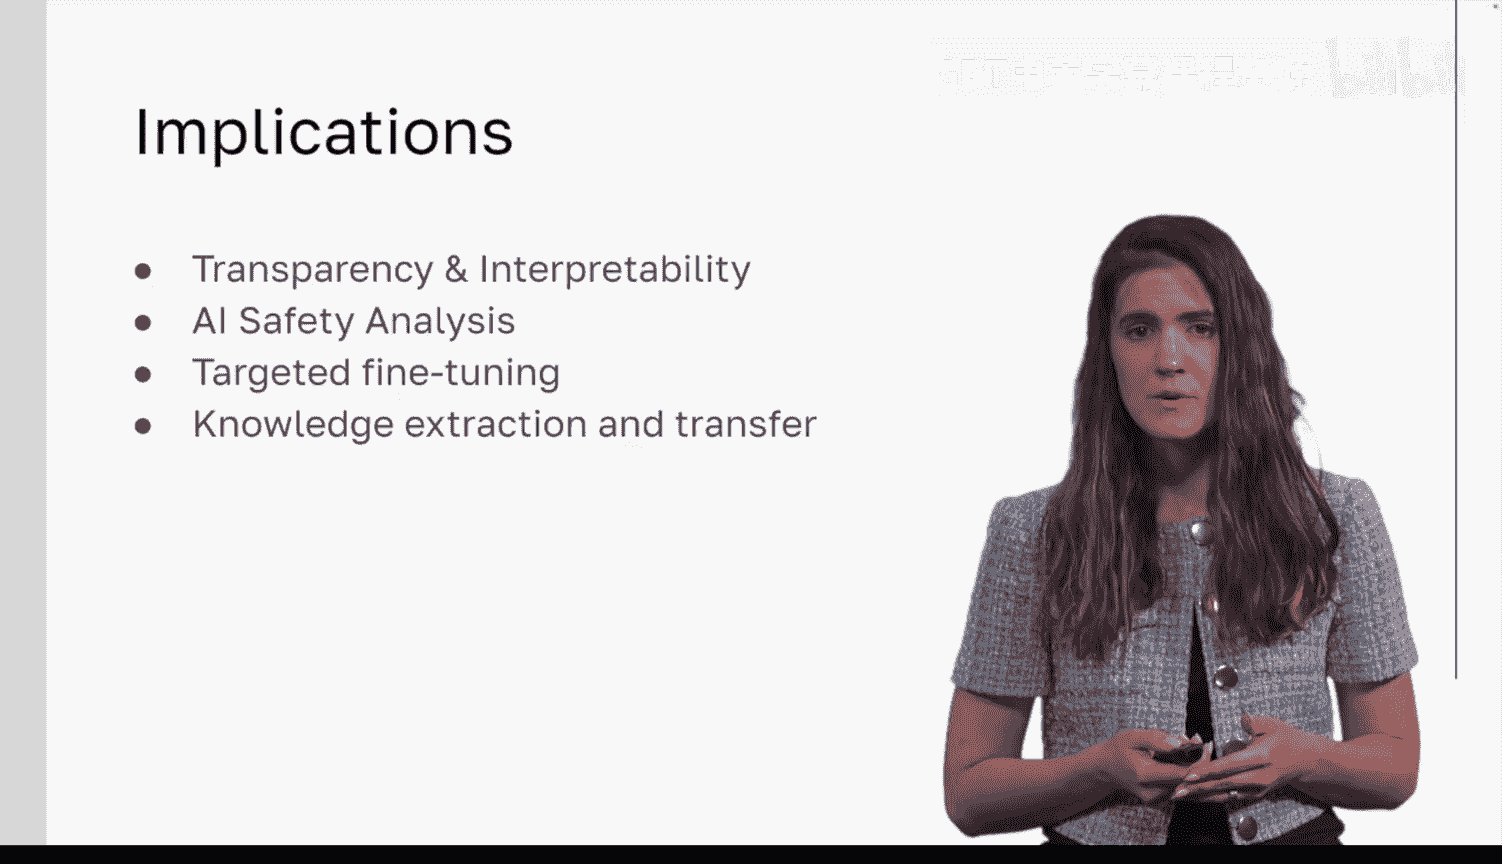 Implications
● Transparency & Interpretability
● AI Safety Analysis
● Targeted fine-tuning
● Knowledge extraction and transfer